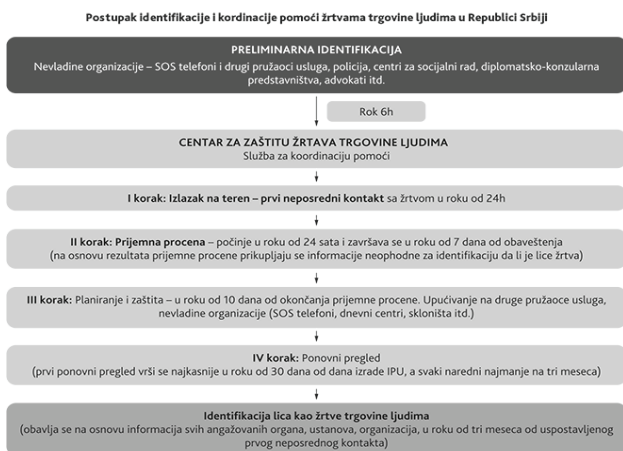 Postupak identifikacije i kordinacije pomoći žrtvama trgovine ljudima u Republici Srbiji
PRELIMINARNA IDENTIFIKACIJA
Nevladine organizacije – SOS telefoni i drugi pružaoci usluga, policija, centri za socijalni rad, diplomatsko-konzularna
predstavništva, advokati itd.
Rok 6h
CENTAR ZA ZAŠTITU ŽRTAVA TRGOVINE LJUDIMA
Služba za koordinaciju pomoći
I korak: Izlazak na teren – prvi neposredni kontakt sa žrtvom u roku od 24h
II korak: Prijemna procena – počinje u roku od 24 sata i završava se u roku od 7 dana od obaveštenja
(na osnovu rezultata prijemne procene prikupljaju se informacije neophodne za identifikaciju da li je lice žrtva)
III korak: Planiranje i zaštita – u roku od 10 dana od okončanja prijemne procene. Upućivanje na druge pružaoce usluga,
nevladine organizacije (SOS telefoni, dnevni centri, skloništa itd.)
IV korak: Ponovni pregled
(prvi ponovni pregled vrši se najkasnije u roku od 30 dana od dana izrade IPU, a svaki naredni najmanje na tri meseca)
Identifikacija lica kao žrtve trgovine ljudima
(obavlja se na osnovu informacija svih angažovanih organa, ustanova, organizacija, u roku od tri meseca od uspostavljenog
prvog neposrednog kontakta)